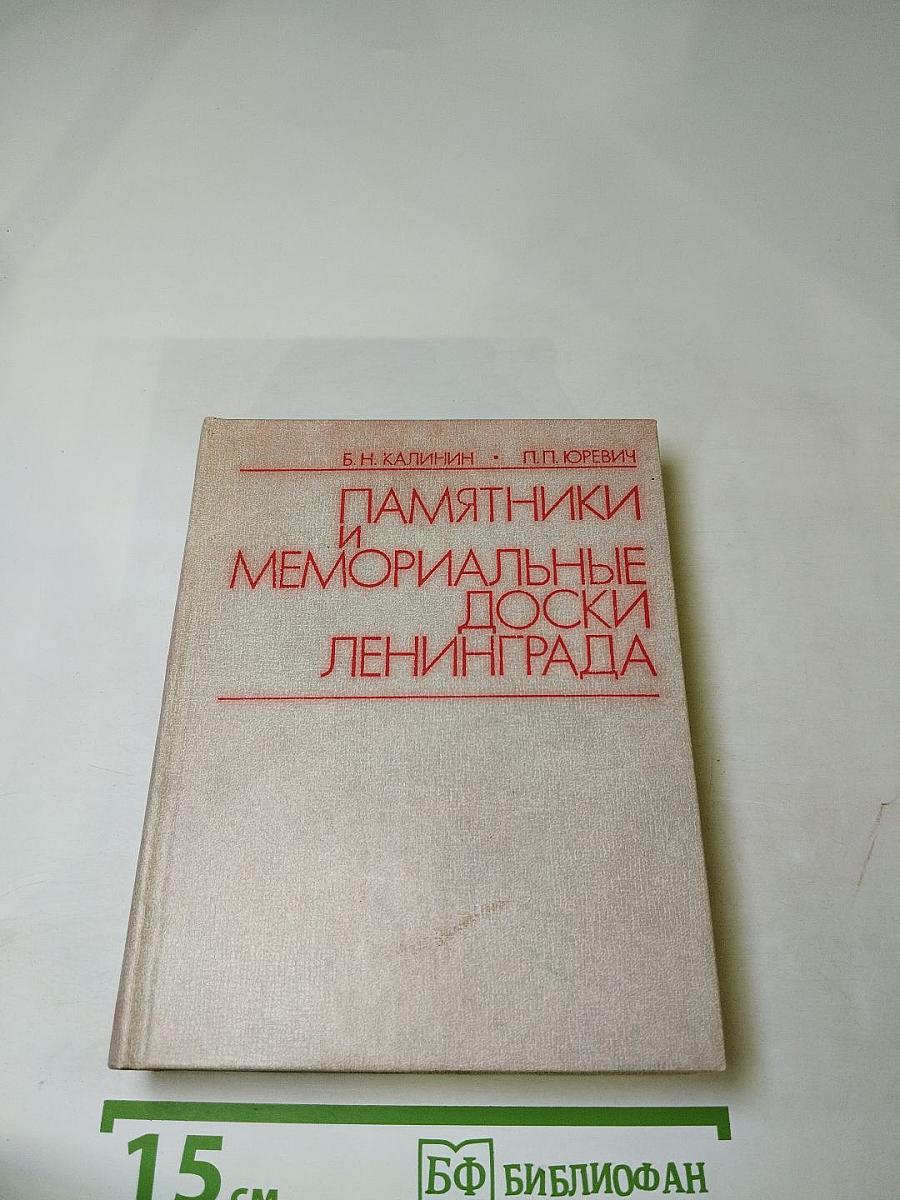 Б. Н. КАЛИНИН • П. П. ЮРЕВИЧ
ПАМЯТНИКИ
И
МЕМОРИАЛЬНЫЕ
ДОСКИ
ЛЕНИНГРАДА
15 см
БФ БИБЛИОФАН